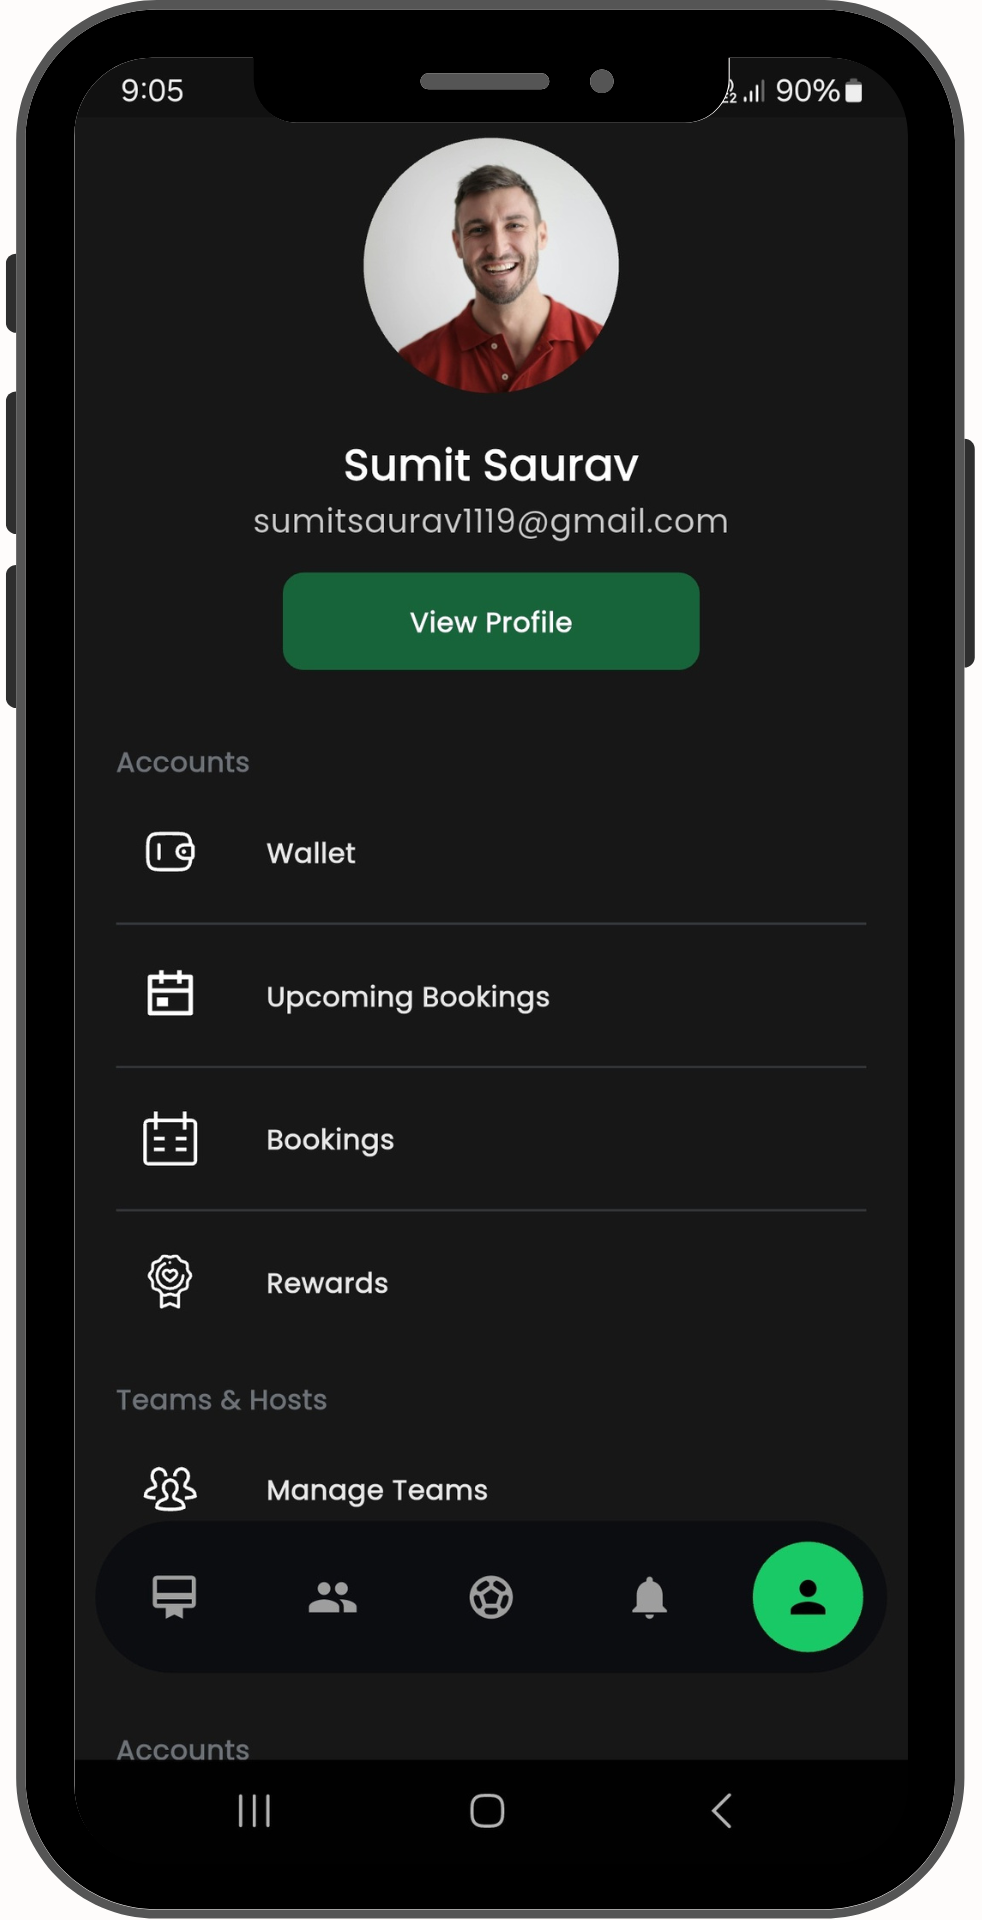 9:05
90%
Sumit Saurav
sumitsaurav1119@gmail.com
View Profile
Accounts
Wallet
Upcoming Bookings
Bookings
Rewards
Teams & Hosts
Manage Teams
Accounts